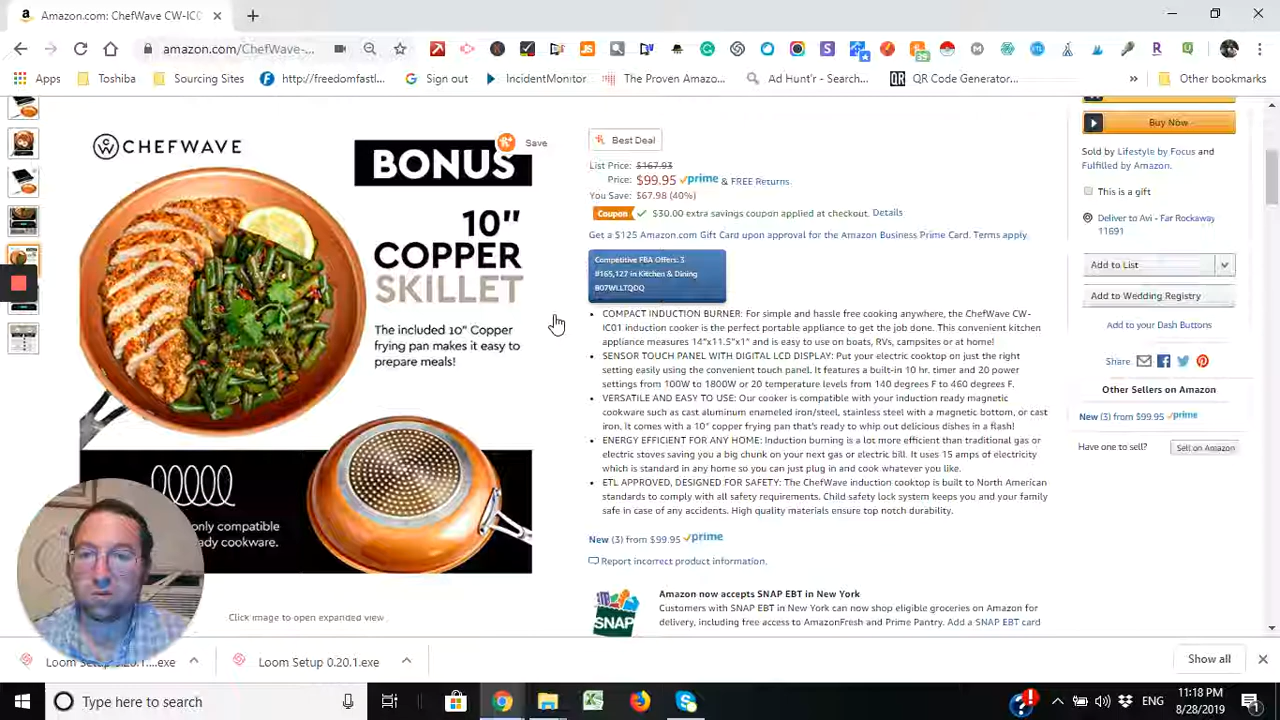 Amazon.com: ChefWave CW-IC0
amazon.com/ChefWave-...
39
Apps
Toshiba
Sourcing Sites
http://freedomfastl...
Sign out
IncidentMonitor
The Proven Amazo...
Ad Hunt'r - Search...
QR Code Generator...
Other bookmarks
CHEFWAVE
BONUS
Save
10"
COPPER
SKILLET
The included 10" Copper
frying pan makes it easy to
prepare meals!
only compatible
ady cookware.
Click image to open expanded view
Best Deal
List Price: $167.93
Price: $99.95 prime & FREE Returns
You Save: $67.98 (40%)
Coupon $30.00 extra savings coupon applied at checkout. Details
Get a $125 Amazon.com Gift Card upon approval for the Amazon Business Prime Card. Terms apply.
Competitive FBA Offers: 3
#165,127 in Kitchen & Dining
B07WLLTQDQ
COMPACT INDUCTION BURNER: For simple and hassle free cooking anywhere, the ChefWave CW-
IC01 induction cooker is the perfect portable appliance to get the job done. This convenient kitchen
appliance measures 14"x11.5"x1" and is easy to use on boats, RVs, campsites or at home!
SENSOR TOUCH PANEL WITH DIGITAL LCD DISPLAY: Put your electric cooktop on just the right
setting easily using the convenient touch panel. It features a built-in 10 hr. timer and 20 power
settings from 100W to 1800W or 20 temperature levels from 140 degrees F to 460 degrees F.
VERSATILE AND EASY TO USE: Our cooker is compatible with your induction ready magnetic
cookware such as cast aluminum enameled iron/steel, stainless steel with a magnetic bottom, or cast
iron. It comes with a 10" copper frying pan that's ready to whip out delicious dishes in a flash!
ENERGY EFFICIENT FOR ANY HOME: Induction burning is a lot more efficient than traditional gas or
electric stoves saving you a big chunk on your next gas or electric bill. It uses 15 amps of electricity
which is standard in any home so you can just plug in and cook whatever you like.
ETL APPROVED, DESIGNED FOR SAFETY: The ChefWave induction cooktop is built to North American
standards to comply with all safety requirements. Child safety lock system keeps you and your family
safe in case of any accidents. High quality materials ensure top notch durability.
New (3) from $99.95 prime
Report incorrect product information.
SNAP
Amazon now accepts SNAP EBT in New York
Customers with SNAP EBT in New York can now shop eligible groceries on Amazon for
delivery, including free access to AmazonFresh and Prime Pantry. Add a SNAP EBT card
Buy Now
Sold by Lifestyle by Focus and
Fulfilled by Amazon.
This is a gift
Deliver to Avi - Far Rockaway
11691
Add to List
Add to Wedding Registry
Add to your Dash Buttons
Share:
Other Sellers on Amazon
New (3) from $99.95 prime
Have one to sell? Sell on Amazon
Loom Setup 0.20.1....exe
Loom Setup 0.20.1.exe
Show all
Type here to search
11:18 PM
8/28/2019